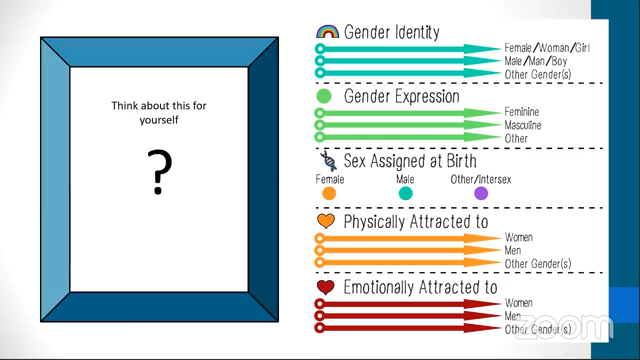 Think about this for
yourself
?
Gender Identity
Female/Woman/Girl
Male/Man/Boy
Other Gender(s)
Gender Expression
Feminine
Masculine
Other
Sex Assigned at Birth
Female Male Other/Intersex
Physically Attracted to
Women
Men
Other Gender(s)
Emotionally Attracted to
Women
Men
Other Gender(s)
zoom